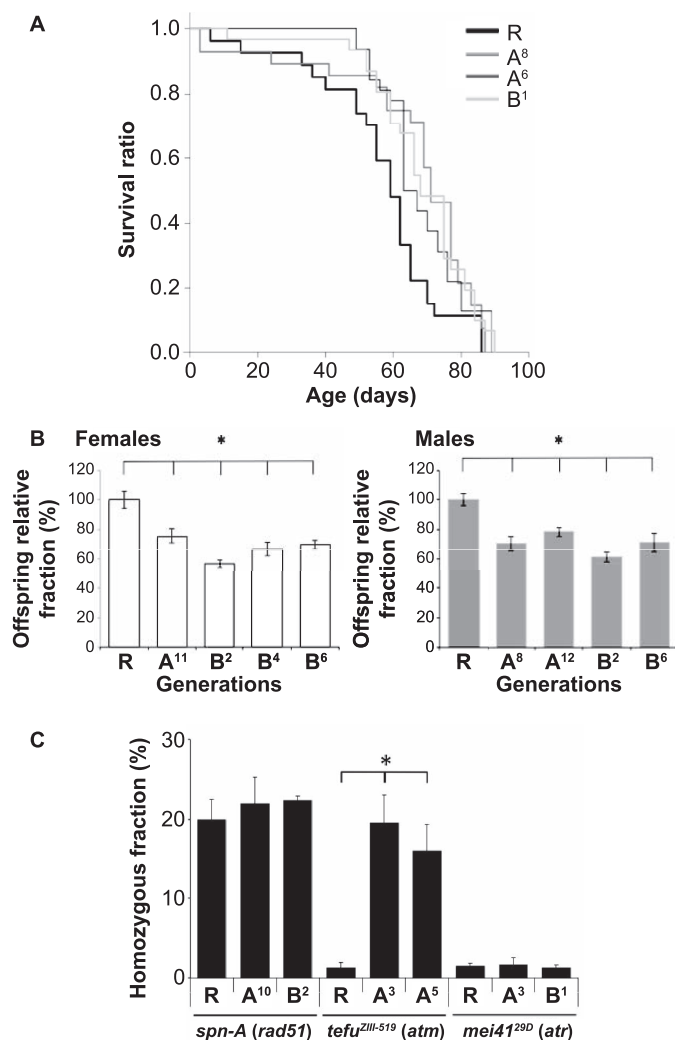 A
R
A⁸
A⁶
B¹
1.0
0.8
0.6
0.4
0.2
0.0
Survival ratio
0 20 40 60 80 100
Age (days)
B Females *
120
100
80
60
40
20
0
Offspring relative
fraction (%)
R A¹¹ B² B⁴ B⁶
Generations
Males *
120
100
80
60
40
20
0
Offspring relative
fraction (%)
R A⁸ A¹² B² B⁶
Generations
C
30
20
10
0
Homozygous fraction (%)
*
R A¹⁰ B² R A³ A⁵ R A³ B¹
spn-A (rad51) tefuᶻᴵᴵᴵ⁻⁵¹⁹ (atm) mei41²⁹ᴰ (atr)